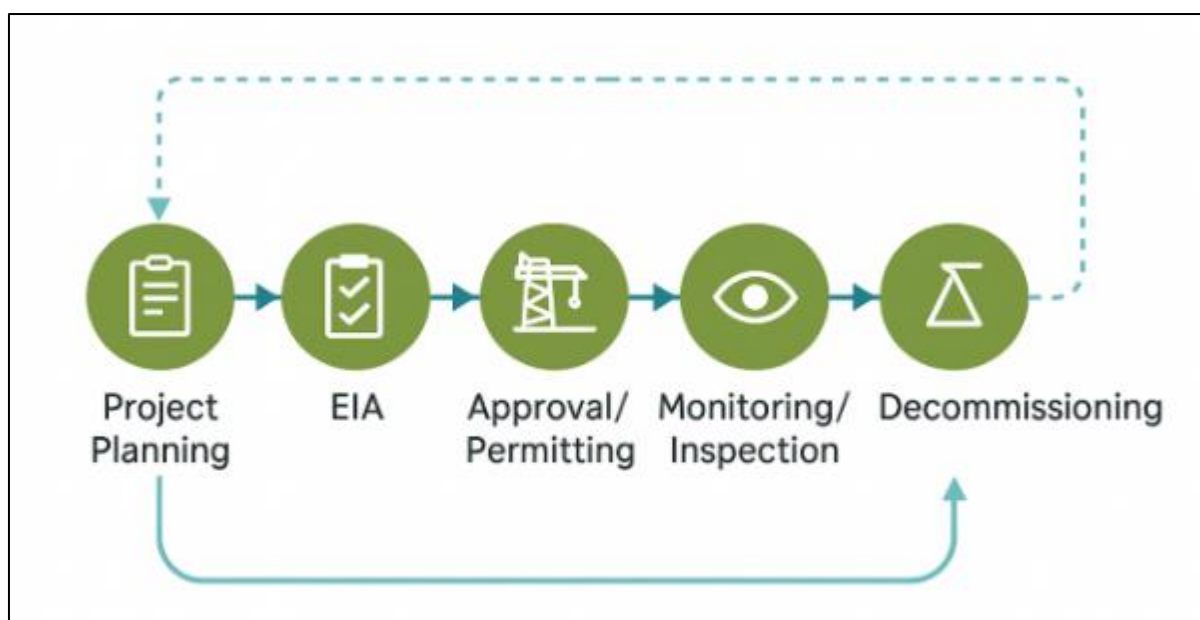 Project
Planning
EIA
Approval/
Permitting
Monitoring/
Inspection
Decommissioning